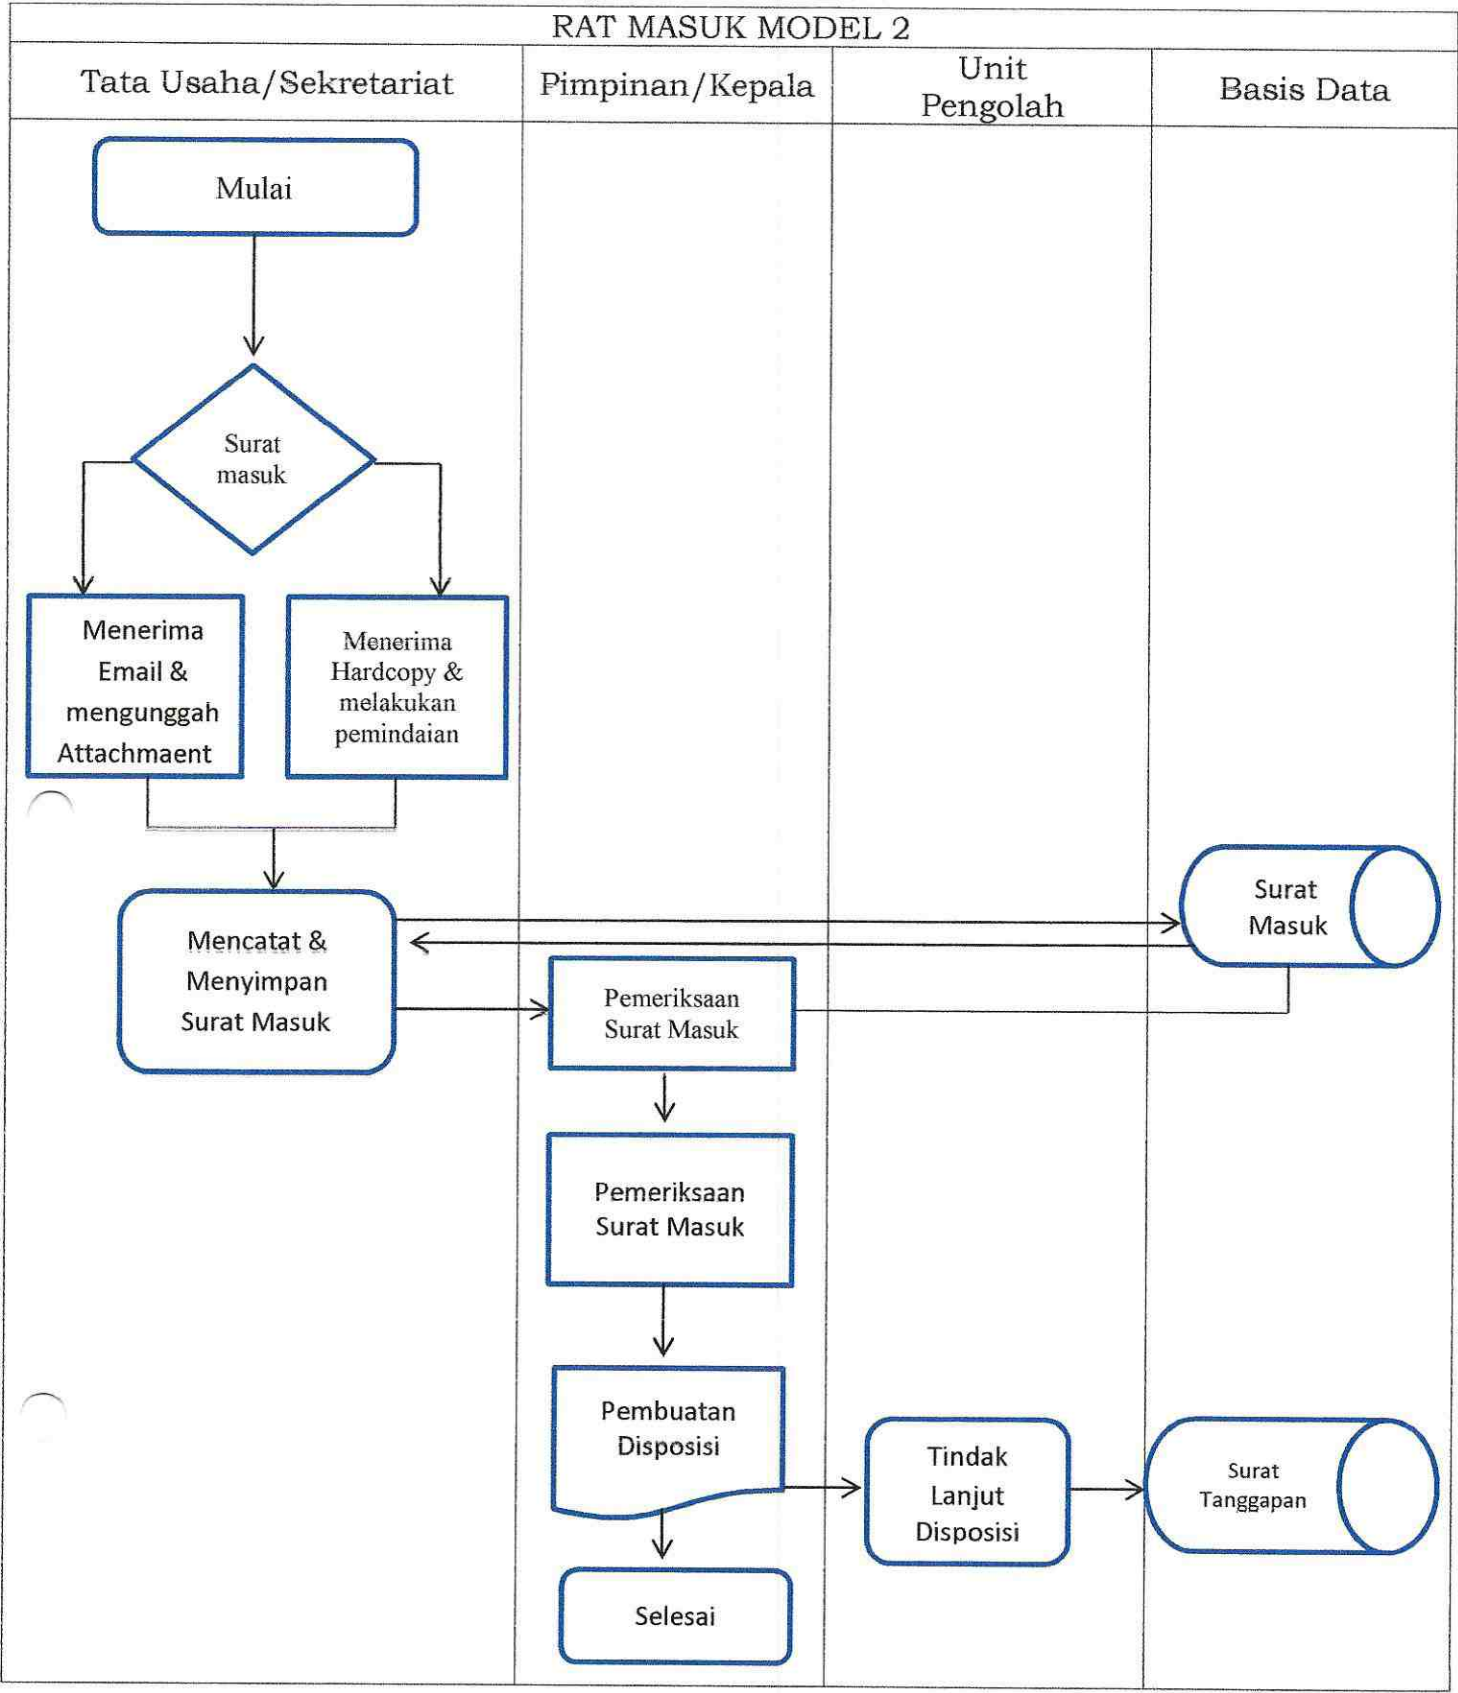 RAT MASUK MODEL 2
Tata Usaha/Sekretariat
Pimpinan/Kepala
Unit
Pengolah
Basis Data
Mulai
Surat
masuk
Menerima
Email &
mengunggah
Attachmaent
Menerima
Hardcopy &
melakukan
pemindaian
Mencatat &
Menyimpan
Surat Masuk
Surat
Masuk
Pemeriksaan
Surat Masuk
Pemeriksaan
Surat Masuk
Pembuatan
Disposisi
Tindak
Lanjut
Disposisi
Surat
Tanggapan
Selesai